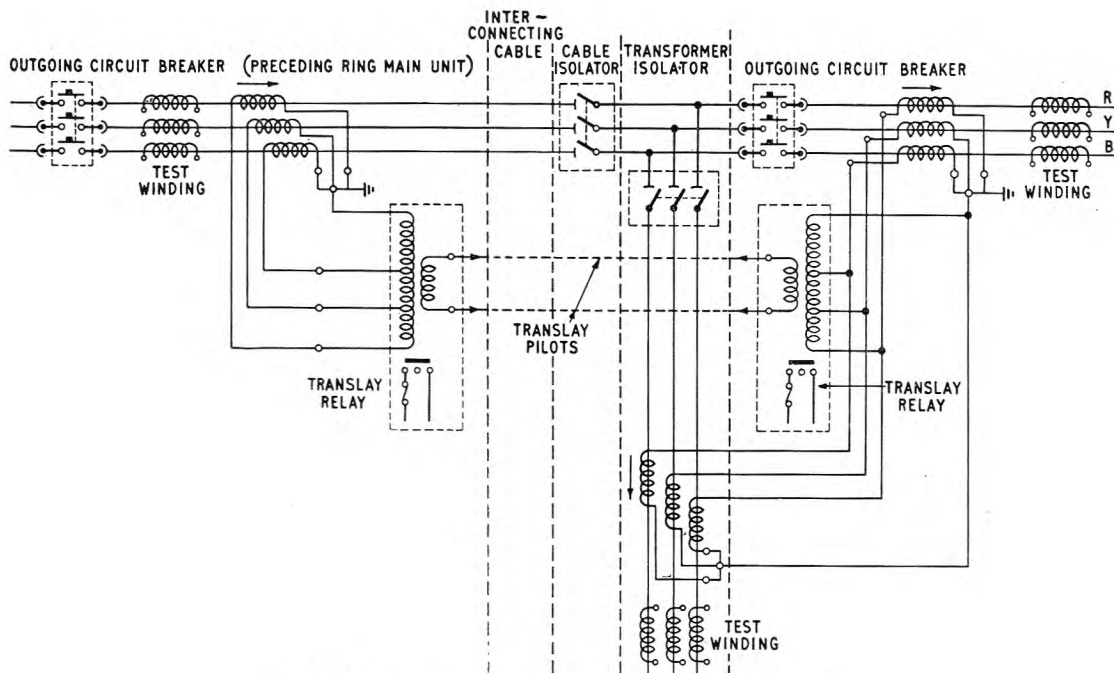 INTER –
CONNECTING
CABLE
CABLE
ISOLATOR
TRANSFORMER
ISOLATOR
OUTGOING CIRCUIT BREAKER
(PRECEDING RING MAIN UNIT)
OUTGOING CIRCUIT BREAKER
R
Y
B
TEST
WINDING
TEST
WINDING
TRANSLAY
PILOTS
TRANSLAY
RELAY
TRANSLAY
RELAY
TEST
WINDING